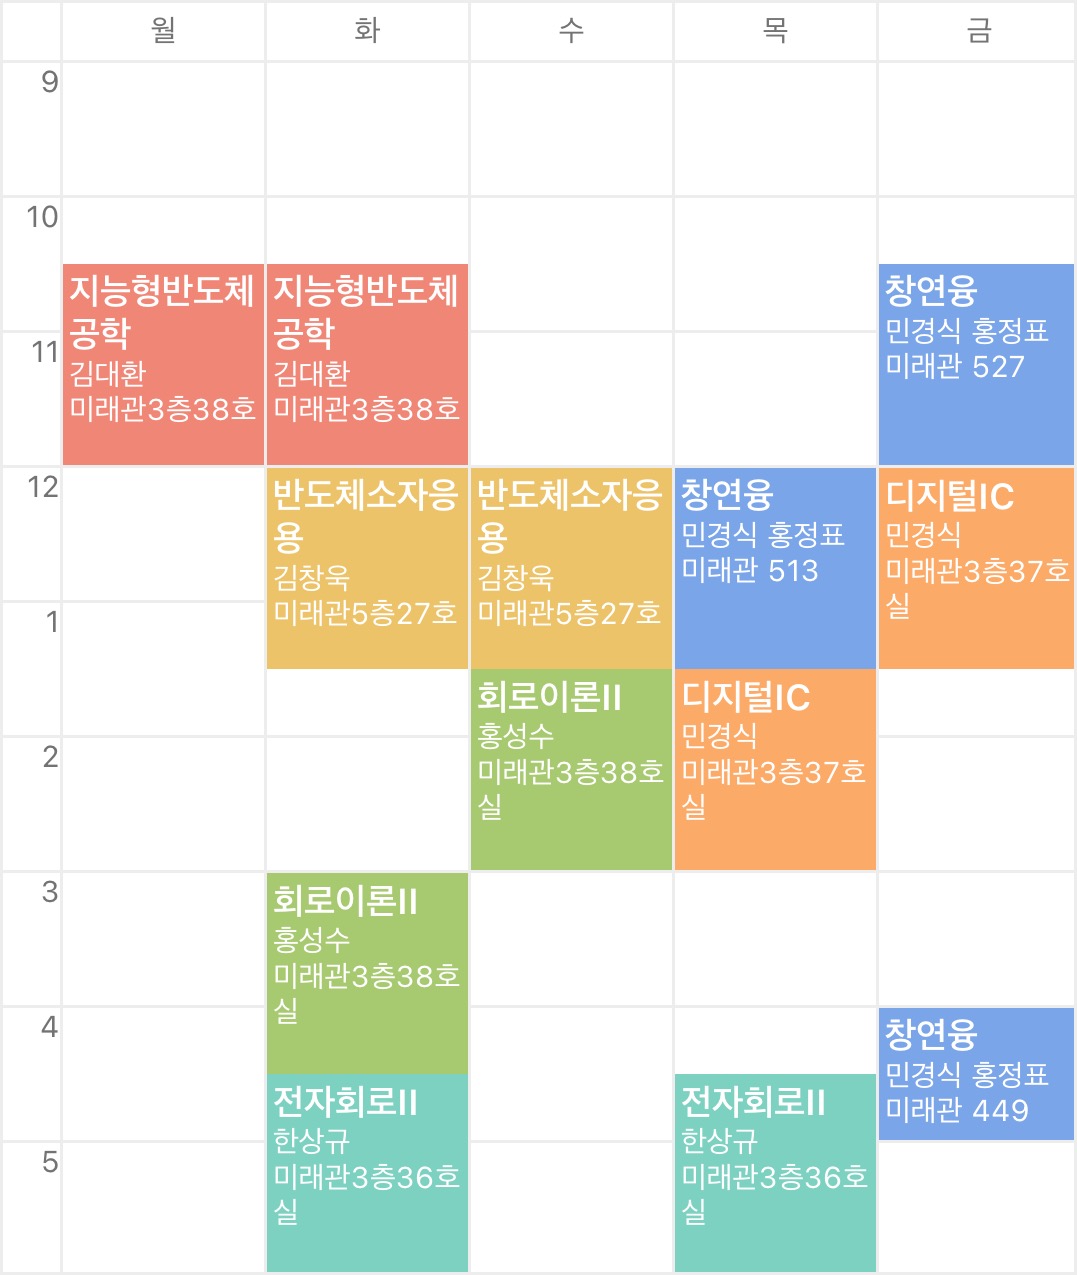 월
화
수
목
금
9
10
지능형반도체
공학
김대환
미래관3층38호
지능형반도체
공학
김대환
미래관3층38호
창연융
민경식 홍정표
미래관 527
11
12
반도체소자응
용
김창욱
미래관5층27호
반도체소자응
용
김창욱
미래관5층27호
창연융
민경식 홍정표
미래관 513
디지털IC
민경식
미래관3층37호
실
1
회로이론II
홍성수
미래관3층38호
실
디지털IC
민경식
미래관3층37호
실
2
3
회로이론II
홍성수
미래관3층38호
실
4
창연융
민경식 홍정표
미래관 449
전자회로II
한상규
미래관3층36호
실
전자회로II
한상규
미래관3층36호
실
5